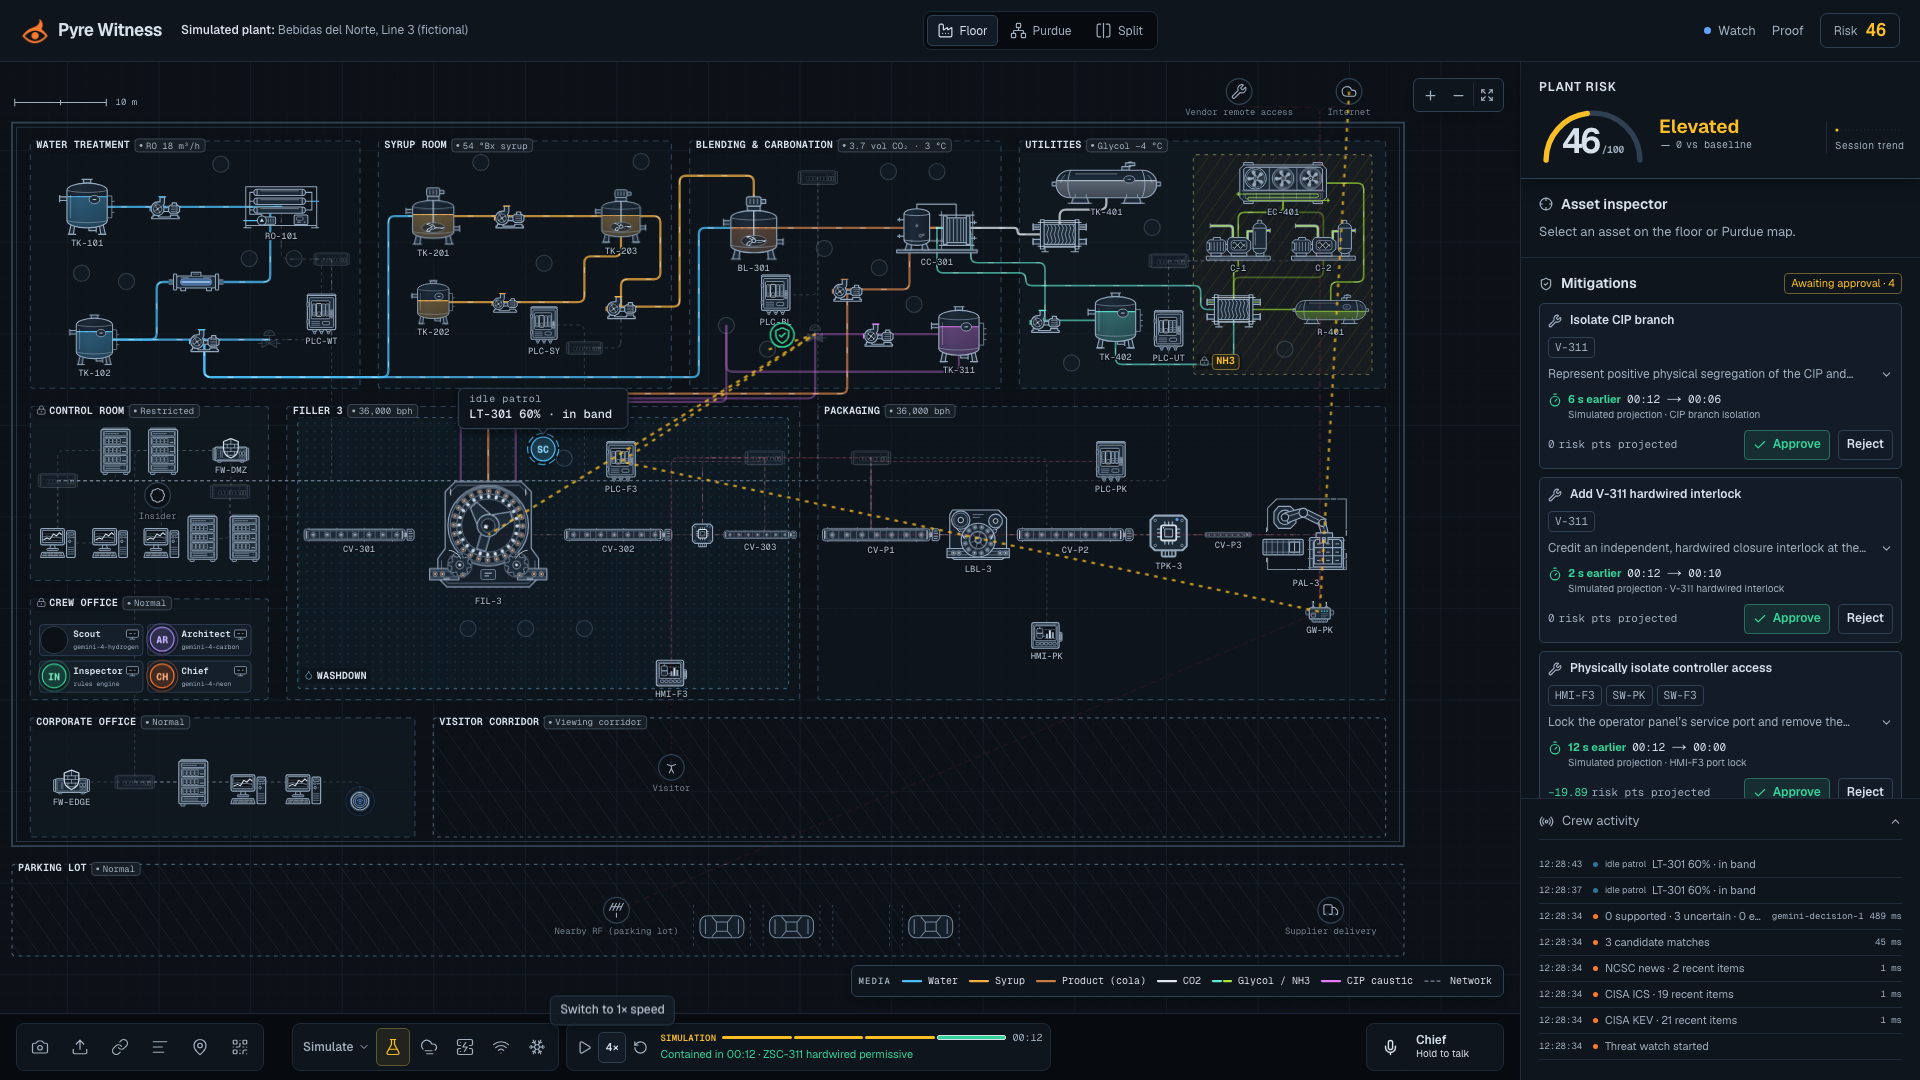 Pyre Witness
Simulated plant: Bebidas del Norte, Line 3 (fictional)
Floor
Purdue
Split
Watch
Proof
Risk 46
10 m
Vendor remote access
Internet
WATER TREATMENT • RO 18 m³/h
SYRUP ROOM • 54 °Bx syrup
BLENDING & CARBONATION • 3.7 vol CO₂ · 3 °C
UTILITIES • Glycol −4 °C
TK-101
RO-101
TK-102
PLC-WT
TK-201
TK-203
TK-202
PLC-SY
BL-301
CC-301
TK-311
TK-401
TK-402
PLC-UT
EC-401
C-1
C-2
R-401
NH3
CONTROL ROOM • Restricted
FW-DMZ
Insider
FILLER 3 • 36,000 bph
idle patrol
LT-301 60% · in band
SC
PLC-F3
CV-301
FIL-3
CV-302
CV-303
WASHDOWN
HMI-F3
PACKAGING • 36,000 bph
PLC-PK
CV-P1
LBL-3
CV-P2
TPK-3
CV-P3
PAL-3
GW-PK
HMI-PK
CREW OFFICE • Normal
Scout
gemini-4-hydrogen
AR
Architect
gemini-4-carbon
IN
Inspector
rules engine
CH
Chief
gemini-4-neon
CORPORATE OFFICE • Normal
FW-EDGE
VISITOR CORRIDOR • Viewing corridor
Visitor
PARKING LOT • Normal
Nearby RF (parking lot)
Supplier delivery
MEDIA Water Syrup Product (cola) CO2 Glycol / NH3 CIP caustic Network
Switch to 1× speed
Simulate
4×
SIMULATION 00:12
Contained in 00:12 · ZSC-311 hardwired permissive
Chief
Hold to talk
PLANT RISK
46/100
Elevated
— 0 vs baseline
Session trend
Asset inspector
Select an asset on the floor or Purdue map.
Mitigations
Awaiting approval · 4
Isolate CIP branch
V-311
Represent positive physical segregation of the CIP and...
6 s earlier 00:12 → 00:06
Simulated projection · CIP branch isolation
0 risk pts projected
Approve
Reject
Add V-311 hardwired interlock
V-311
Credit an independent, hardwired closure interlock at the...
2 s earlier 00:12 → 00:10
Simulated projection · V-311 hardwired interlock
0 risk pts projected
Approve
Reject
Physically isolate controller access
HMI-F3 SW-PK SW-F3
Lock the operator panel's service port and remove the...
12 s earlier 00:12 → 00:00
Simulated projection · HMI-F3 port lock
−19.89 risk pts projected
Approve
Reject
Crew activity
12:28:43 • idle patrol LT-301 60% · in band
12:28:37 • idle patrol LT-301 60% · in band
12:28:34 • 0 supported · 3 uncertain · 0 e... gemini-decision-1 489 ms
12:28:34 • 3 candidate matches 45 ms
12:28:34 • NCSC news · 2 recent items 1 ms
12:28:34 • CISA ICS · 19 recent items 1 ms
12:28:34 • CISA KEV · 21 recent items 1 ms
12:28:34 • Threat watch started